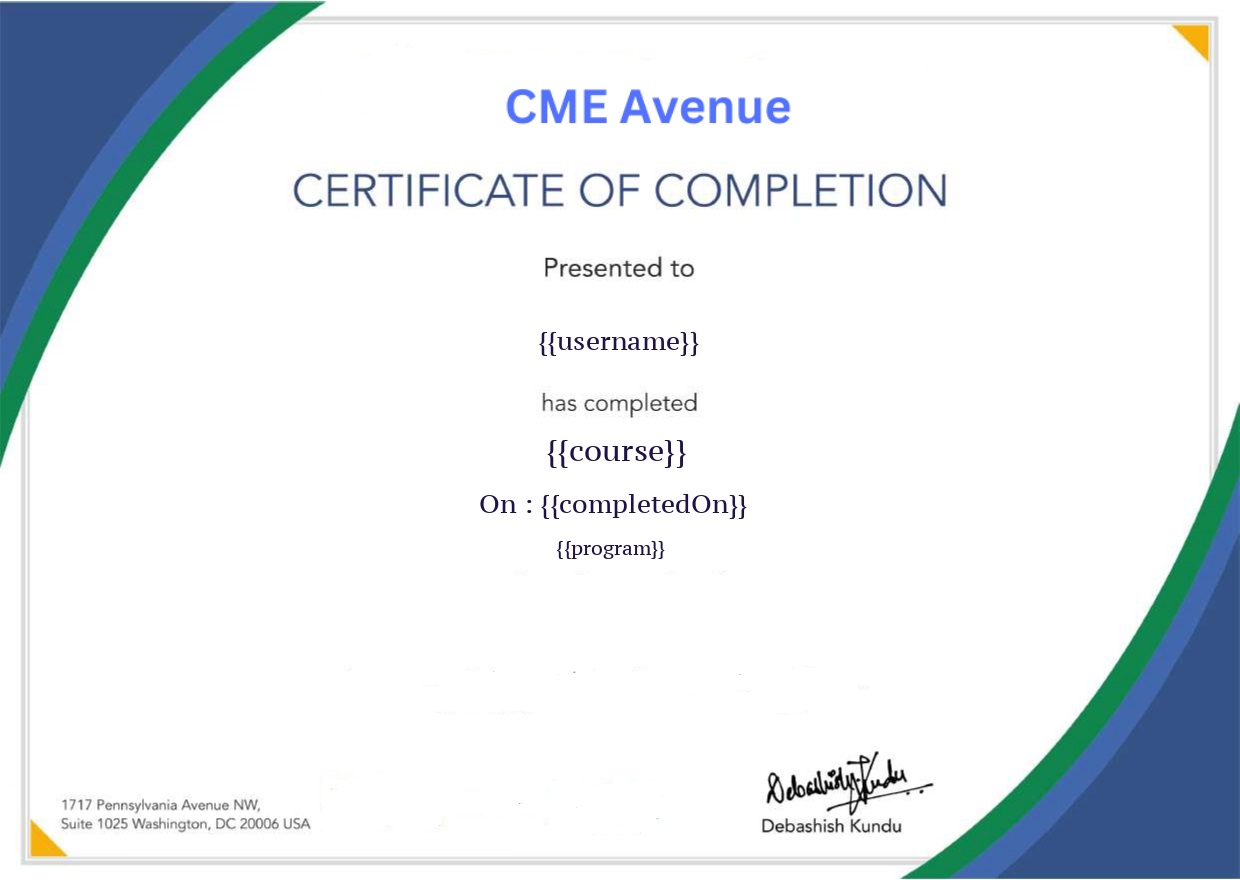 CME Avenue
CERTIFICATE OF COMPLETION
Presented to
{{username}}
has completed
{{course}}
On : {{completedOn}}
{{program}}
1717 Pennsylvania Avenue NW,
Suite 1025 Washington, DC 20006 USA
Debashish Kundu
Debashish Kundu